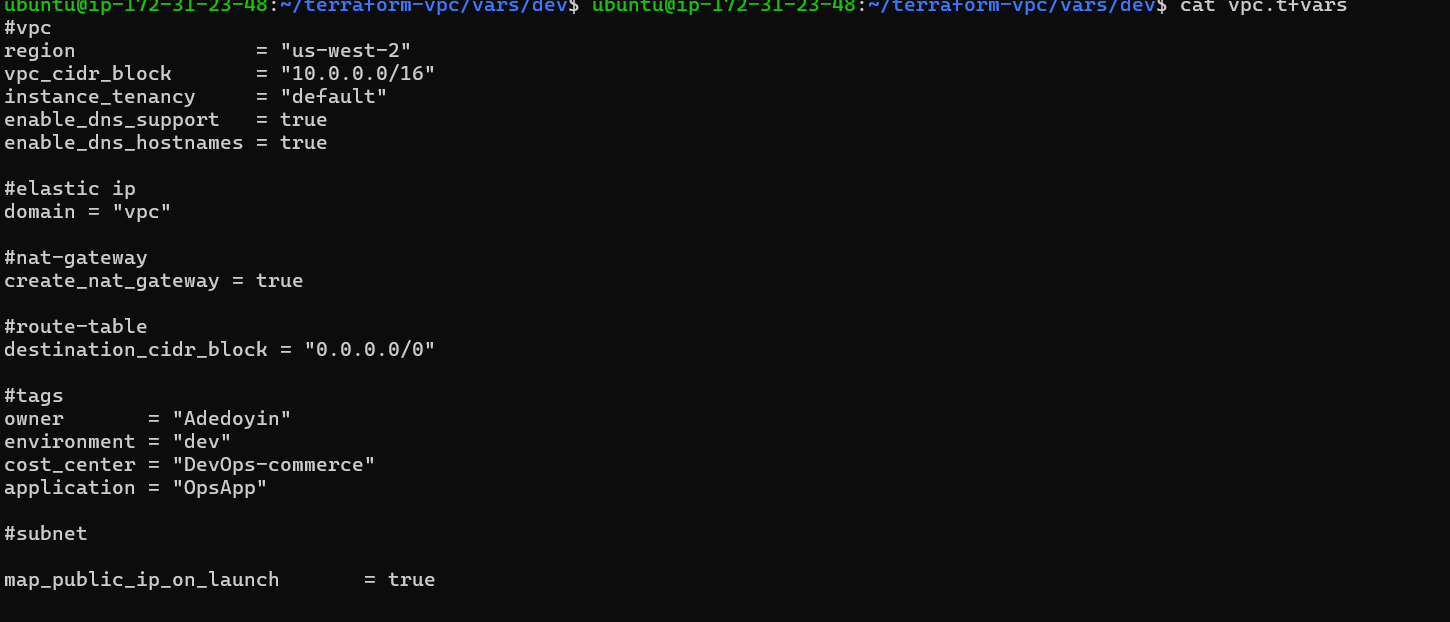 ubuntu@ip-172-31-23-48:~/terraform-vpc/vars/dev$ ubuntu@ip-172-31-23-48:~/terraform-vpc/vars/dev$ cat vpc.tfvars
#vpc
region               = "us-west-2"
vpc_cidr_block       = "10.0.0.0/16"
instance_tenancy     = "default"
enable_dns_support   = true
enable_dns_hostnames = true

#elastic ip
domain = "vpc"

#nat-gateway
create_nat_gateway = true

#route-table
destination_cidr_block = "0.0.0.0/0"

#tags
owner       = "Adedoyin"
environment = "dev"
cost_center = "DevOps-commerce"
application = "OpsApp"

#subnet

map_public_ip_on_launch       = true